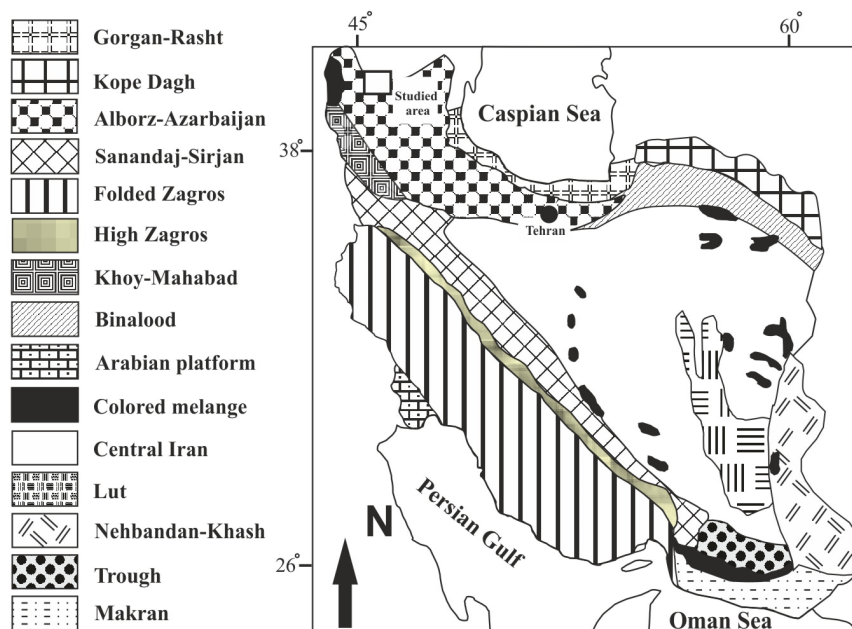 Gorgan-Rasht
Kope Dagh
Alborz-Azarbaijan
Sanandaj-Sirjan
Folded Zagros
High Zagros
Khoy-Mahabad
Binalood
Arabian platform
Colored melange
Central Iran
Lut
Nehbandan-Khash
Trough
Makran
45°
60°
38°
26°
Studied
area
Caspian Sea
Tehran
Persian Gulf
N
Oman Sea